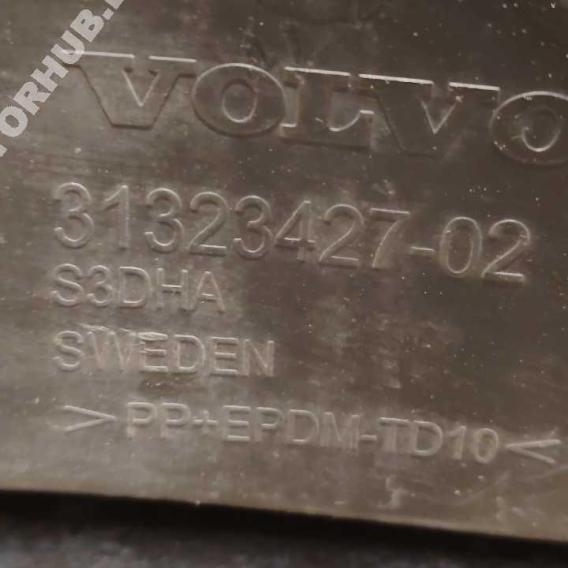 VOLVO
31323427-02
S3DHA
SWEDEN
>PP+EPDM-TD10<